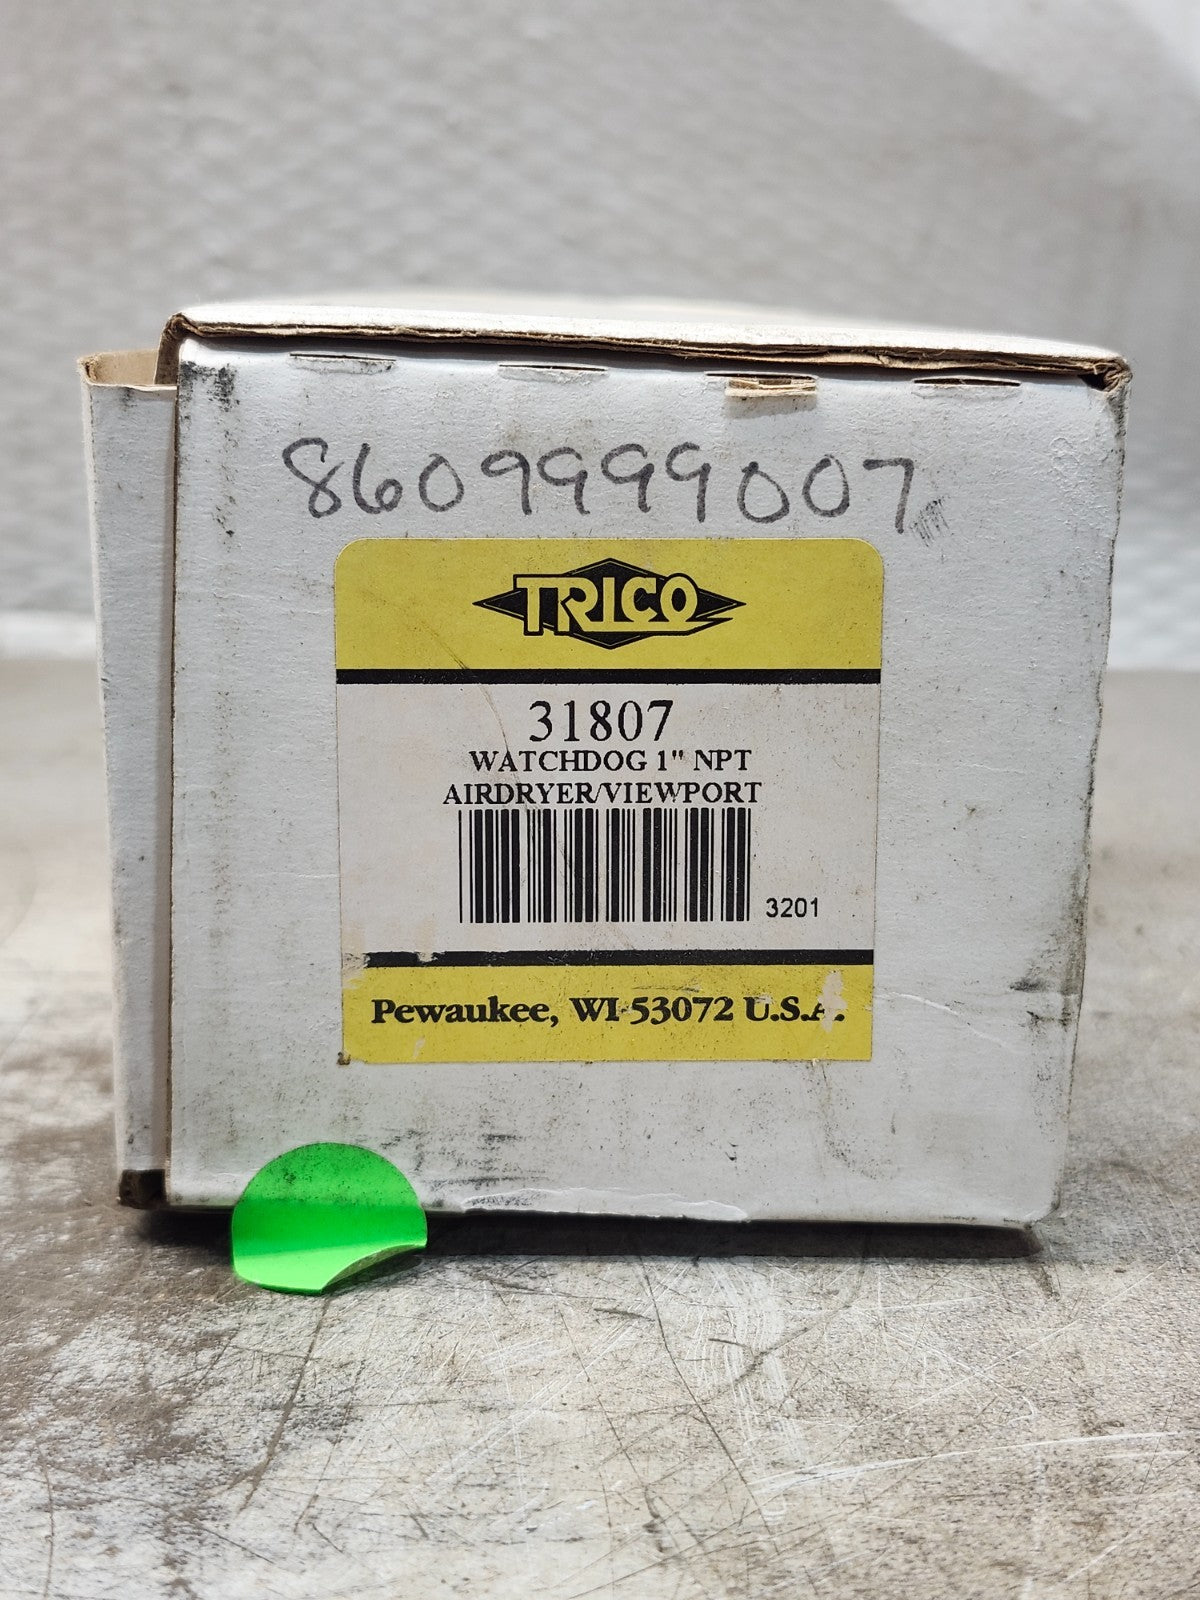 8609999007
TRICO
31807
WATCHDOG 1" NPT
AIRDRYER/VIEWPORT
3201
Pewaukee, WI 53072 U.S.A.